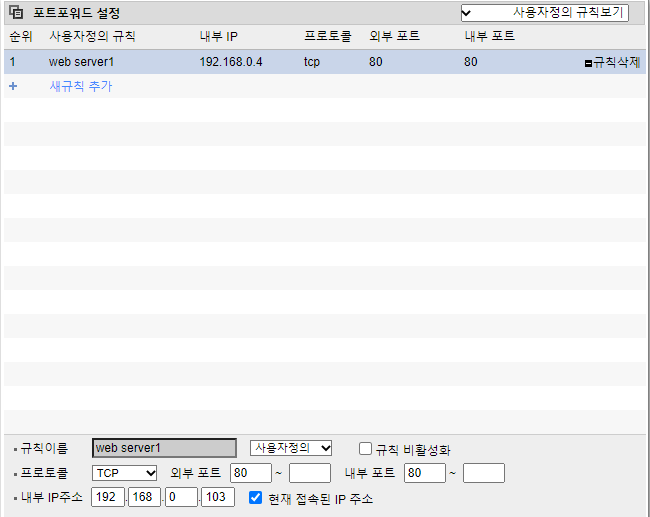 포트포워드 설정 사용자정의 규칙보기
순위 사용자정의 규칙 내부 IP 프로토콜 외부 포트 내부 포트
1 web server1 192.168.0.4 tcp 80 80 규칙삭제
+ 새규칙 추가
규칙이름 web server1 사용자정의 규칙 비활성화
프로토콜 TCP 외부 포트 80 ~ 내부 포트 80 ~
내부 IP주소 192.168.0.103 현재 접속된 IP 주소